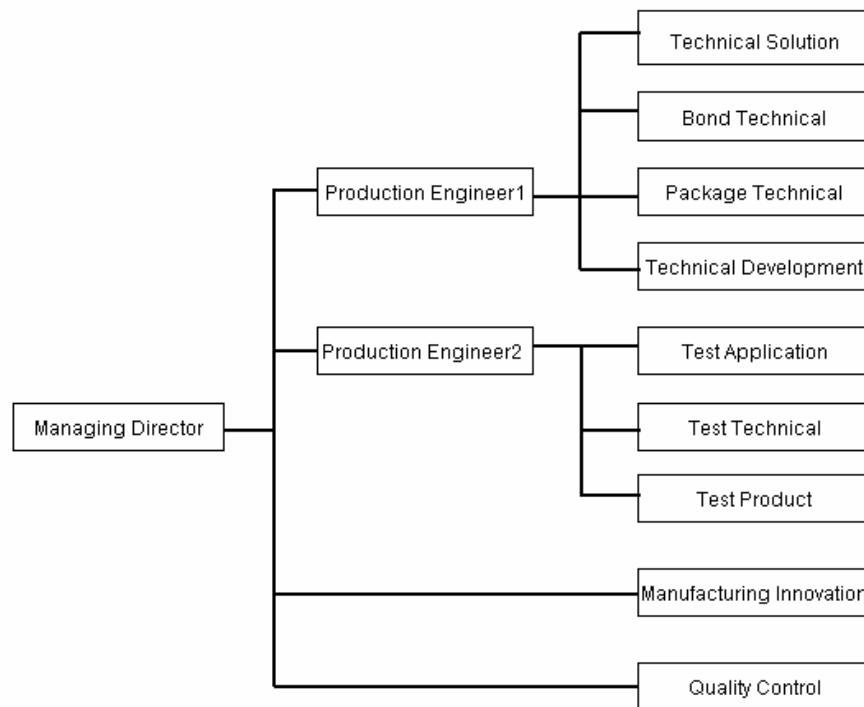 Technical Solution
Bond Technical
Production Engineer1
Package Technical
Technical Development
Production Engineer2
Test Application
Managing Director
Test Technical
Test Product
Manufacturing Innovation
Quality Control